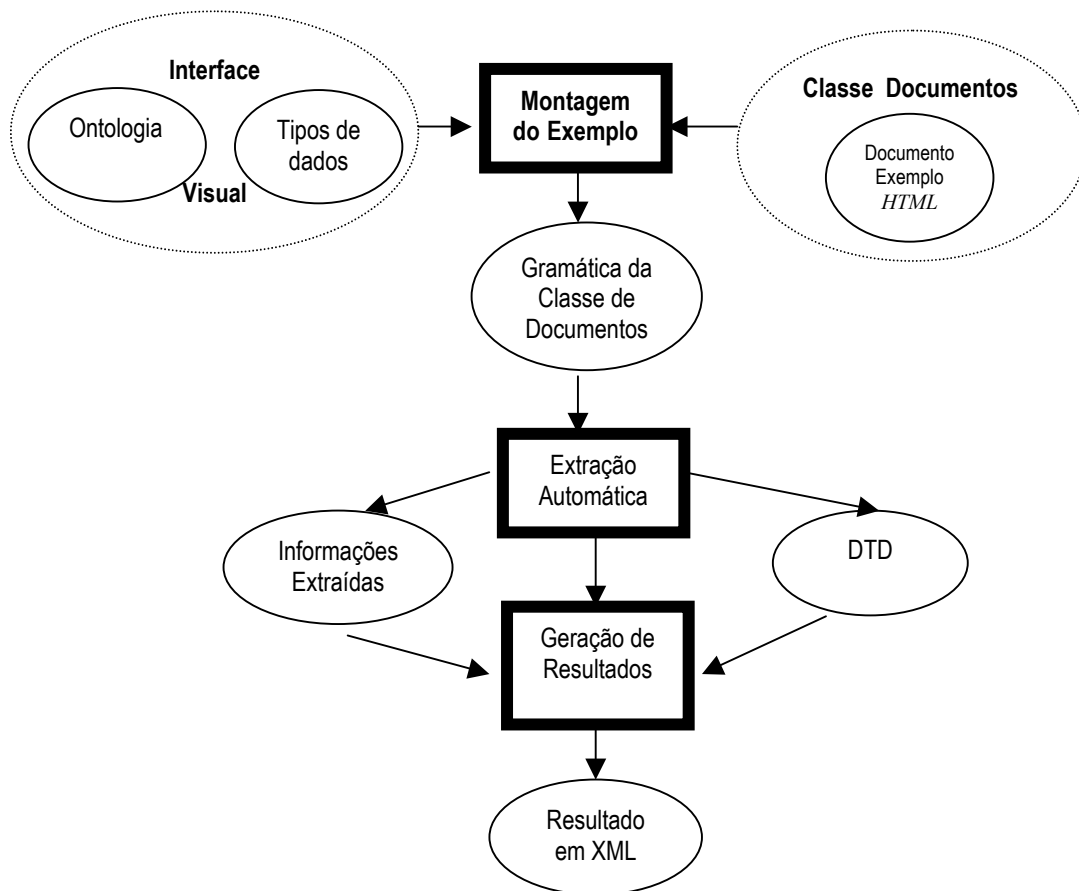 Interface
Ontologia
Tipos de
dados
Visual
Montagem
do Exemplo
Classe Documentos
Documento
Exemplo
HTML
Gramática da
Classe de
Documentos
Extração
Automática
Informações
Extraídas
DTD
Geração de
Resultados
Resultado
em XML